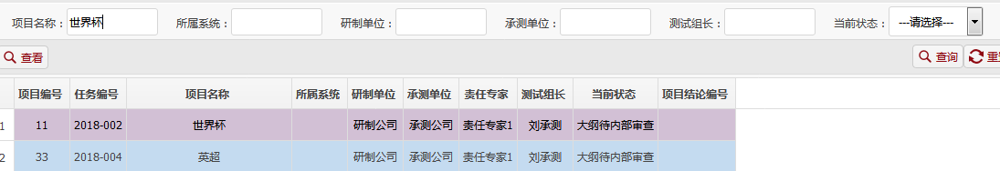 项目名称：世界杯 所属系统： 研制单位： 承测单位： 测试组长： 当前状态： ---请选择---
查看 查询 重
项目编号 任务编号 项目名称 所属系统 研制单位 承测单位 责任专家 测试组长 当前状态 项目结论编号
1 11 2018-002 世界杯 研制公司 承测公司 责任专家1 刘承测 大纲待内部审查
2 33 2018-004 英超 研制公司 承测公司 责任专家1 刘承测 大纲待内部审查